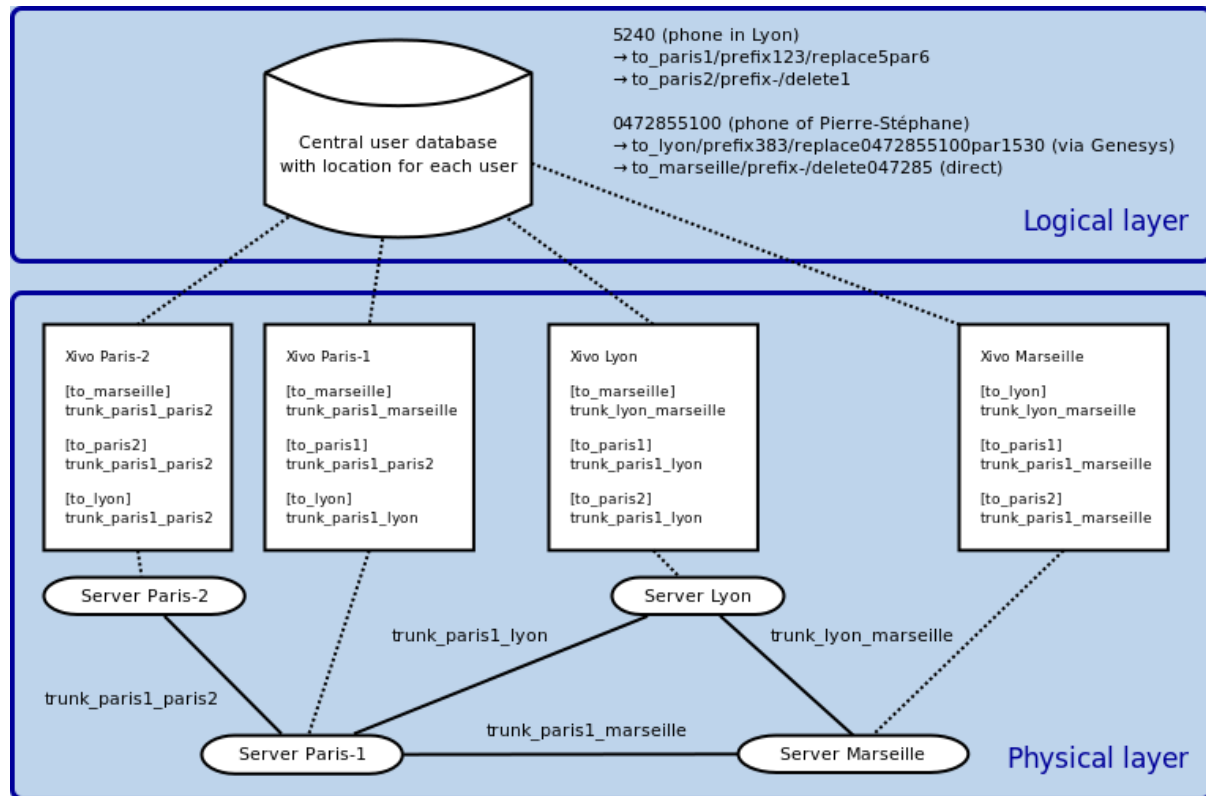 5240 (phone in Lyon)
→ to_paris1/prefix123/replace5par6
→ to_paris2/prefix-/delete1
0472855100 (phone of Pierre-Stéphane)
→ to_lyon/prefix383/replace0472855100par1530 (via Genesys)
→ to_marseille/prefix-/delete047285 (direct)
Central user database
with location for each user
Logical layer
Xivo Paris-2
[to_marseille]
trunk_paris1_paris2
[to_paris2]
trunk_paris1_paris2
[to_lyon]
trunk_paris1_paris2
Xivo Paris-1
[to_marseille]
trunk_paris1_marseille
[to_paris1]
trunk_paris1_paris2
[to_lyon]
trunk_paris1_lyon
Xivo Lyon
[to_marseille]
trunk_lyon_marseille
[to_paris1]
trunk_paris1_lyon
[to_paris2]
trunk_paris1_lyon
Xivo Marseille
[to_lyon]
trunk_lyon_marseille
[to_paris1]
trunk_paris1_marseille
[to_paris2]
trunk_paris1_marseille
Server Paris-2
Server Lyon
trunk_paris1_lyon
trunk_lyon_marseille
trunk_paris1_paris2
trunk_paris1_marseille
Server Paris-1
Server Marseille
Physical layer